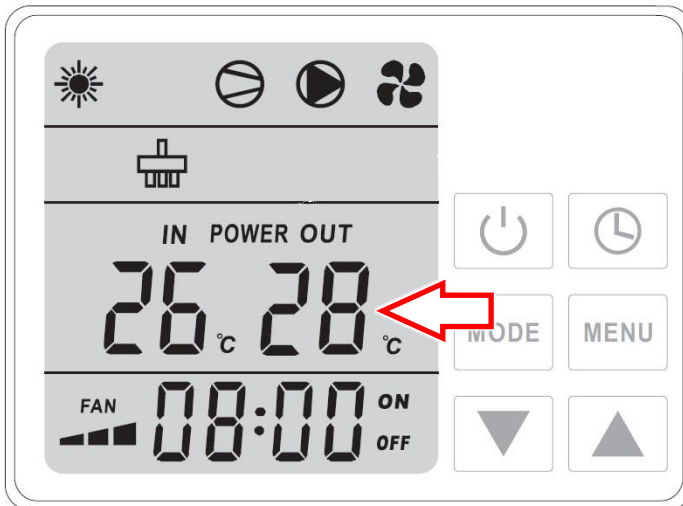 IN POWER OUT
26 °C 28 °C
MODE MENU
FAN 08:00 ON
OFF